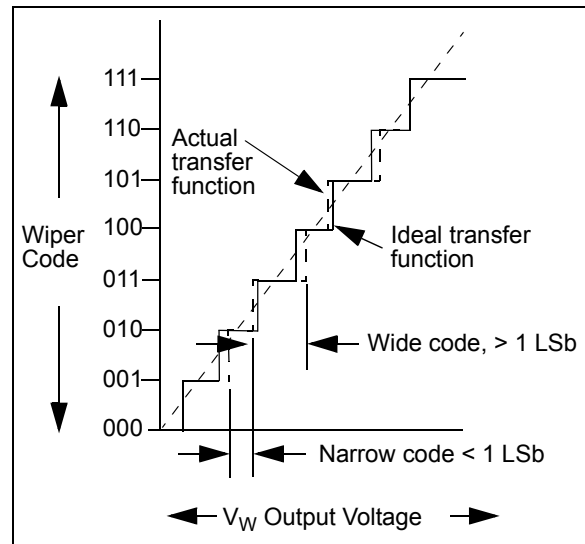 111
110
Actual
transfer
function
101
100
Wiper
Code
Ideal transfer
function
011
010
Wide code, > 1 LSb
001
000
Narrow code < 1 LSb
VW Output Voltage